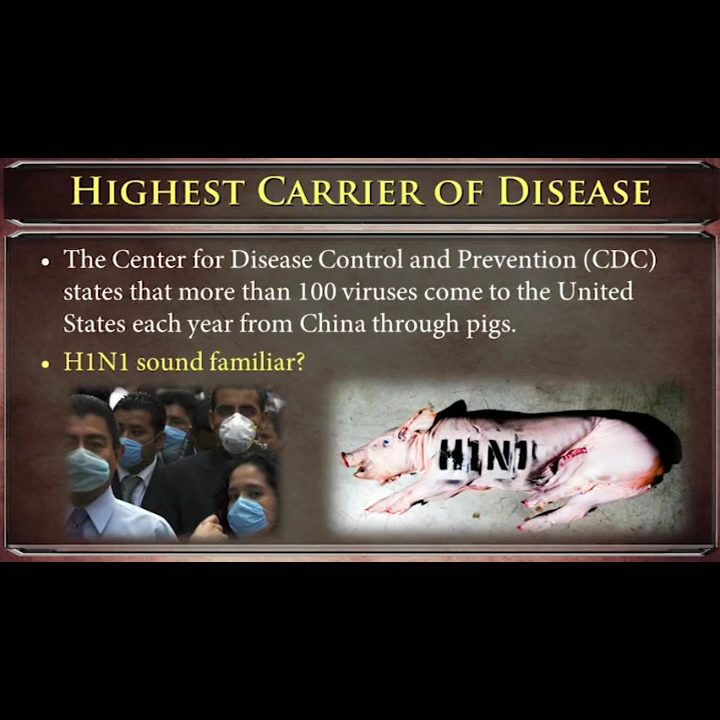 HIGHEST CARRIER OF DISEASE
• The Center for Disease Control and Prevention (CDC)
states that more than 100 viruses come to the United
States each year from China through pigs.
• H1N1 sound familiar?
H1N1